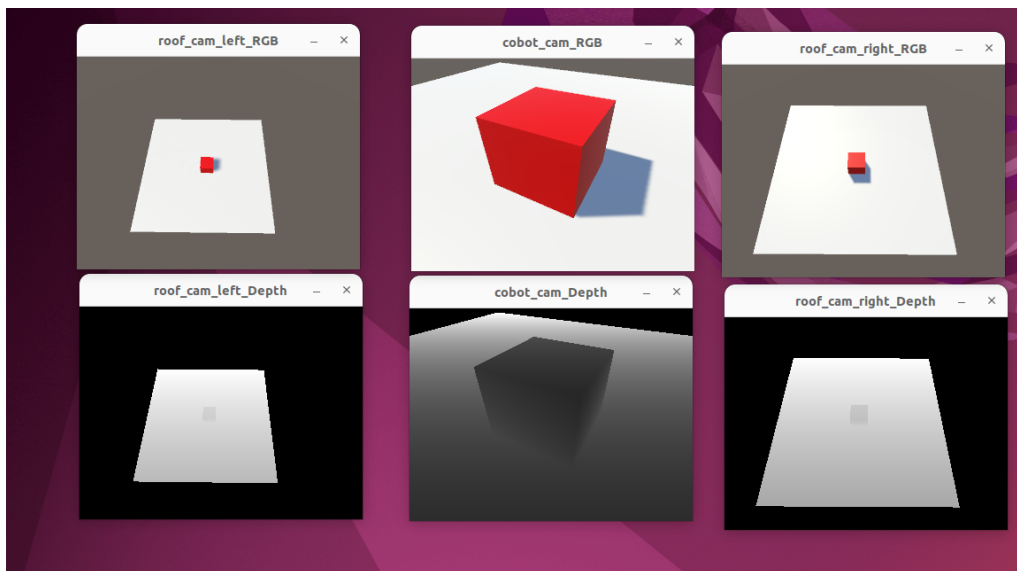 roof_cam_left_RGB
cobot_cam_RGB
roof_cam_right_RGB
roof_cam_left_Depth
cobot_cam_Depth
roof_cam_right_Depth